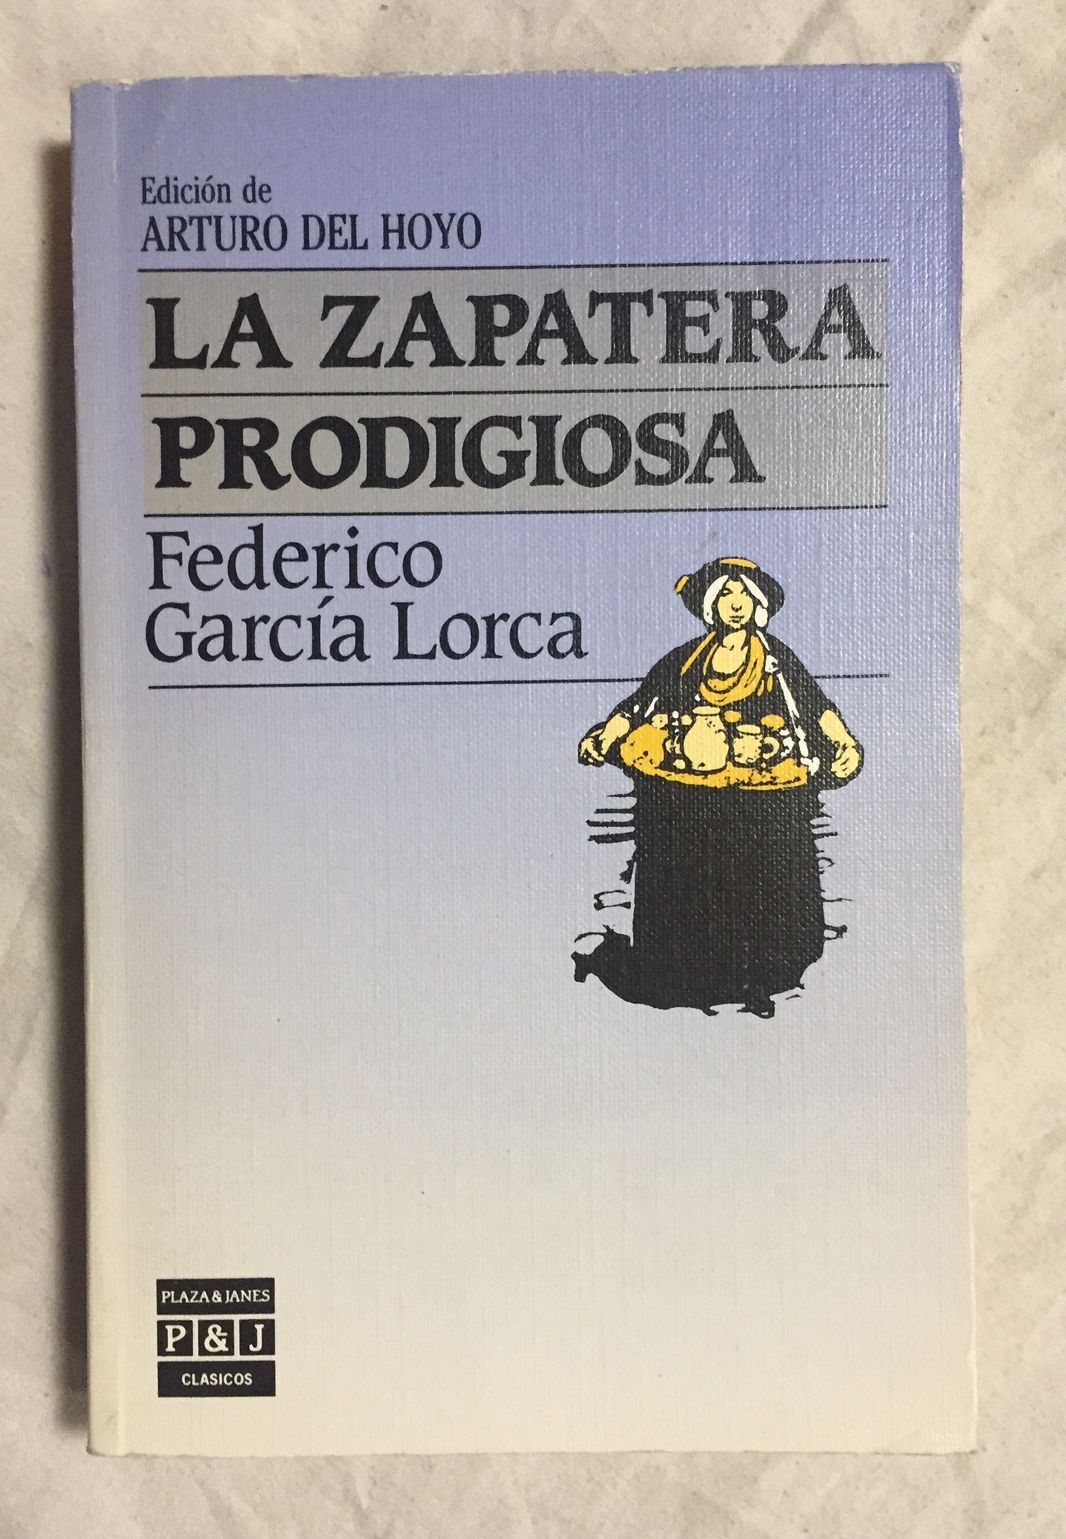 Edición de
ARTURO DEL HOYO
LA ZAPATERA
PRODIGIOSA
Federico
García Lorca
PLAZA & JANES
P & J
CLASICOS